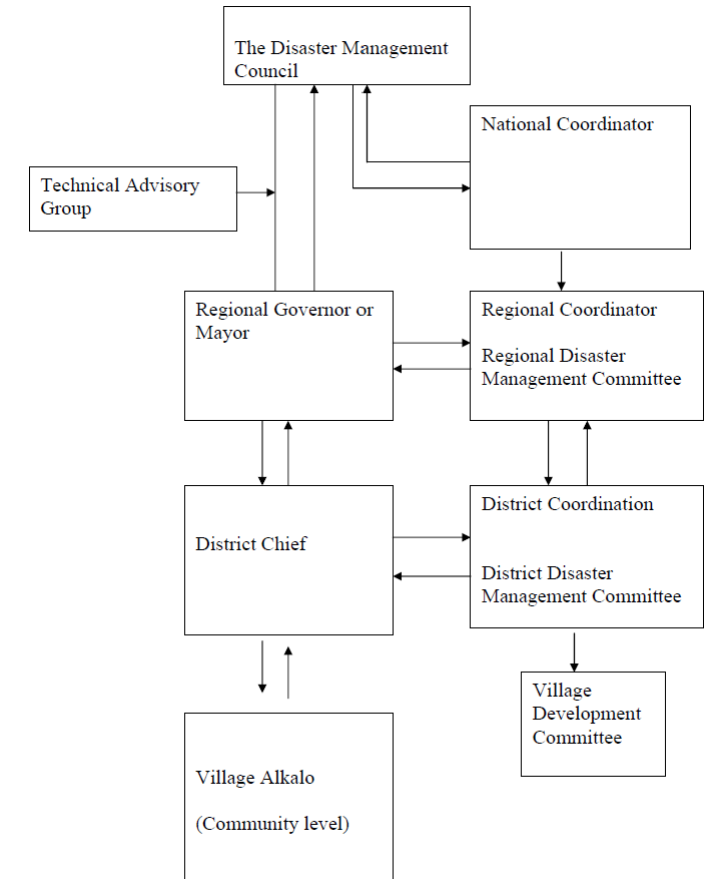 The Disaster Management
Council
National Coordinator
Technical Advisory
Group
Regional Governor or
Mayor
Regional Coordinator
Regional Disaster
Management Committee
District Chief
District Coordination
District Disaster
Management Committee
Village
Development
Committee
Village Alkalo
(Community level)